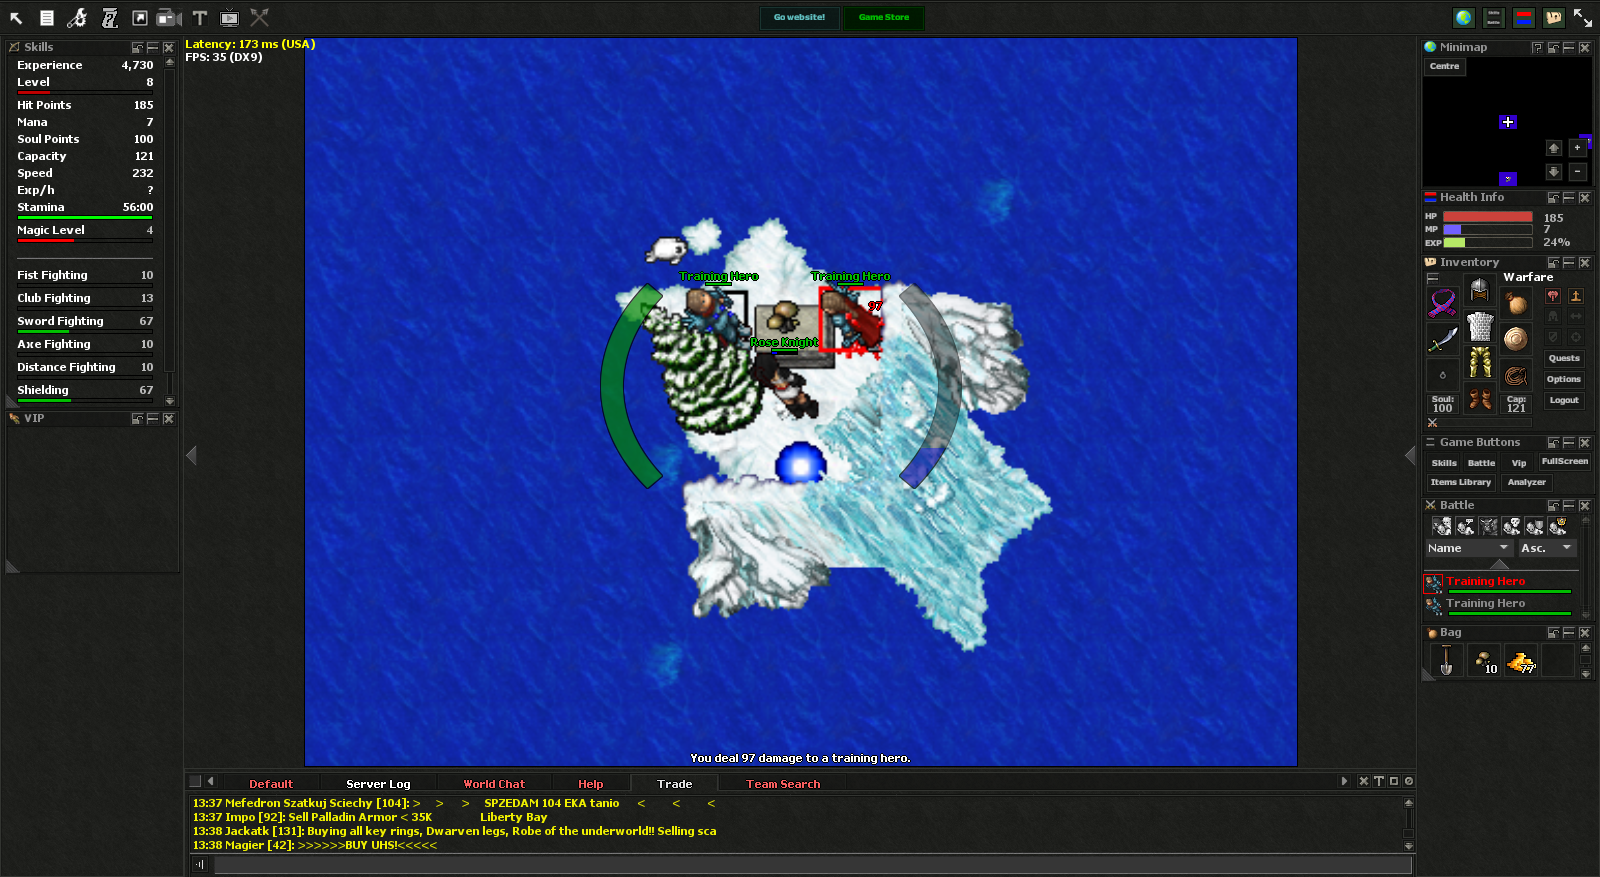 Go website!
Game Store
Skills
Experience 4,730
Level 8
Hit Points 185
Mana 7
Soul Points 100
Capacity 121
Speed 232
Exp/h ?
Stamina 56:00
Magic Level 4
Fist Fighting 10
Club Fighting 13
Sword Fighting 67
Axe Fighting 10
Distance Fighting 10
Shielding 67
VIP
Latency: 173 ms (USA)
FPS: 35 (DX9)
Training Hero
Training Hero
97
Rose Knight
You deal 97 damage to a training hero.
Default
Server Log
World Chat
Help
Trade
Team Search
13:37 Mefedron Szatkuj Sciechy [104]: > > > SPZEDAM 104 EKA tanio < < <
13:37 Impo [92]: Sell Palladin Armor < 35K Liberty Bay
13:38 Jackatk [131]: Buying all key rings, Dwarven legs, Robe of the underworld!! Selling sca
13:38 Magier [42]: >>>>>>BUY UHS!<<<<<
Minimap
Centre
Health Info
HP 185
MP 7
EXP 24%
Inventory
Warfare
Quests
Options
Logout
Soul:
100
Cap:
121
Game Buttons
Skills
Battle
Vip
FullScreen
Items Library
Analyzer
Battle
Name
Asc.
Training Hero
Training Hero
Bag
10
77